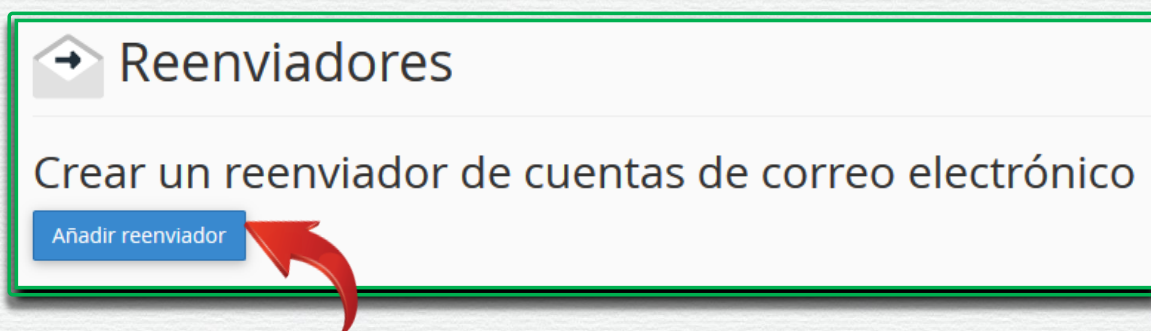 Reenviadores
Crear un reenviador de cuentas de correo electrónico
Añadir reenviador